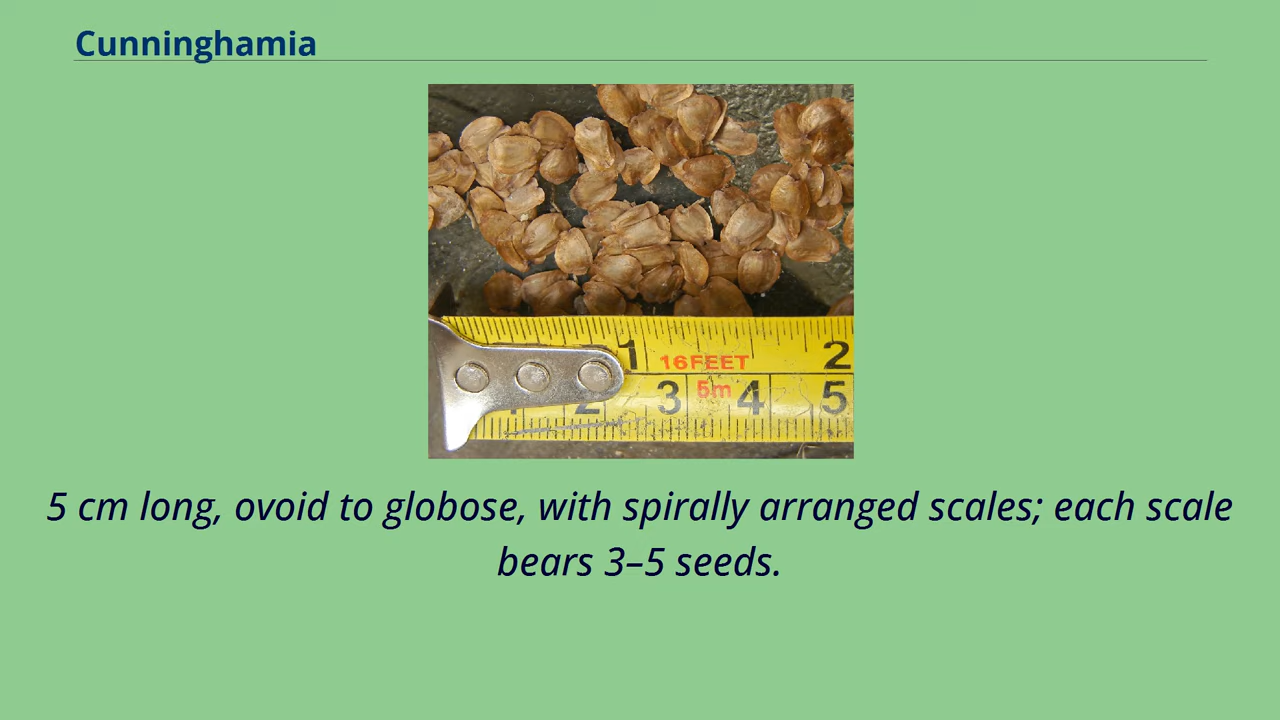 Cunninghamia
1 16FEET 2
2 3 5m 4 5
5 cm long, ovoid to globose, with spirally arranged scales; each scale
bears 3–5 seeds.